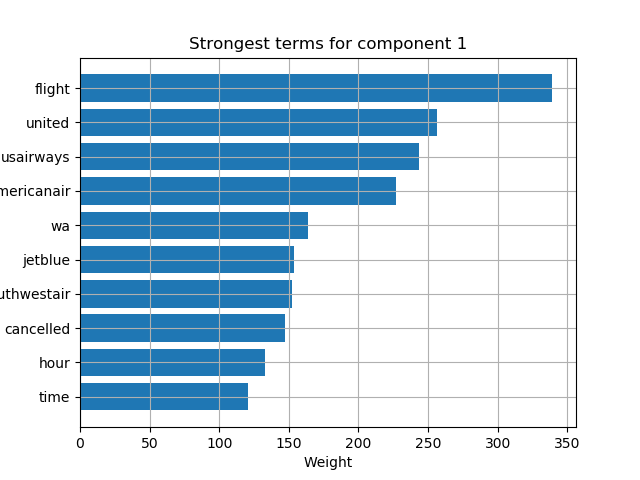 Strongest terms for component 1
flight
united
usairways
mericanair
wa
jetblue
uthwestair
cancelled
hour
time
0 50 100 150 200 250 300 350
Weight